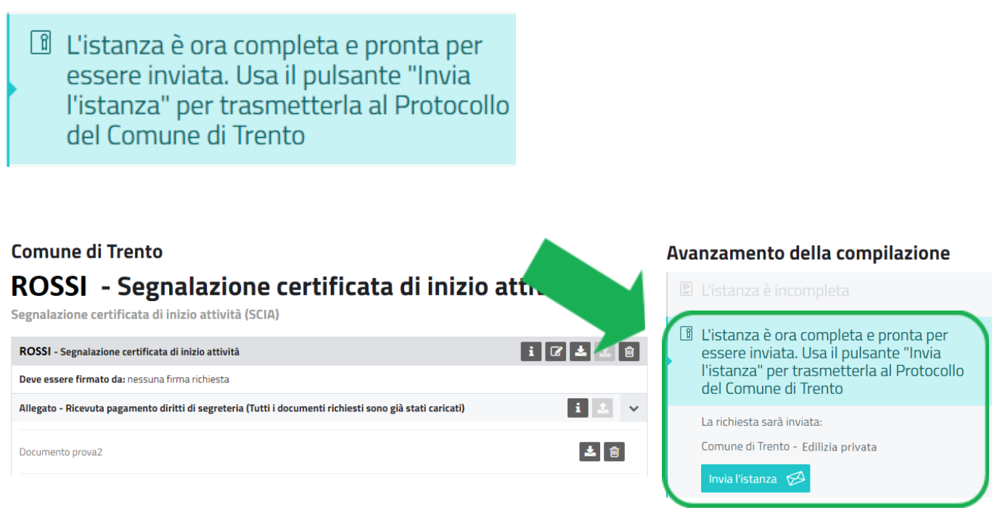 L'istanza è ora completa e pronta per
essere inviata. Usa il pulsante "Invia
l'istanza" per trasmetterla al Protocollo
del Comune di Trento
Comune di Trento
ROSSI - Segnalazione certificata di inizio
Segnalazione certificata di inizio attività (SCIA)
ROSSI - Segnalazione certificata di inizio attività
Deve essere firmato da: nessuna firma richiesta
Allegato - Ricevuta pagamento diritti di segreteria (Tutti i documenti richiesti sono già stati caricati)
Documento prova2
Avanzamento della compilazione
L'istanza è incompleta
L'istanza è ora completa e pronta per
essere inviata. Usa il pulsante "Invia
l'istanza" per trasmetterla al Protocollo
del Comune di Trento
La richiesta sarà inviata:
Comune di Trento - Edilizia privata
Invia l'istanza